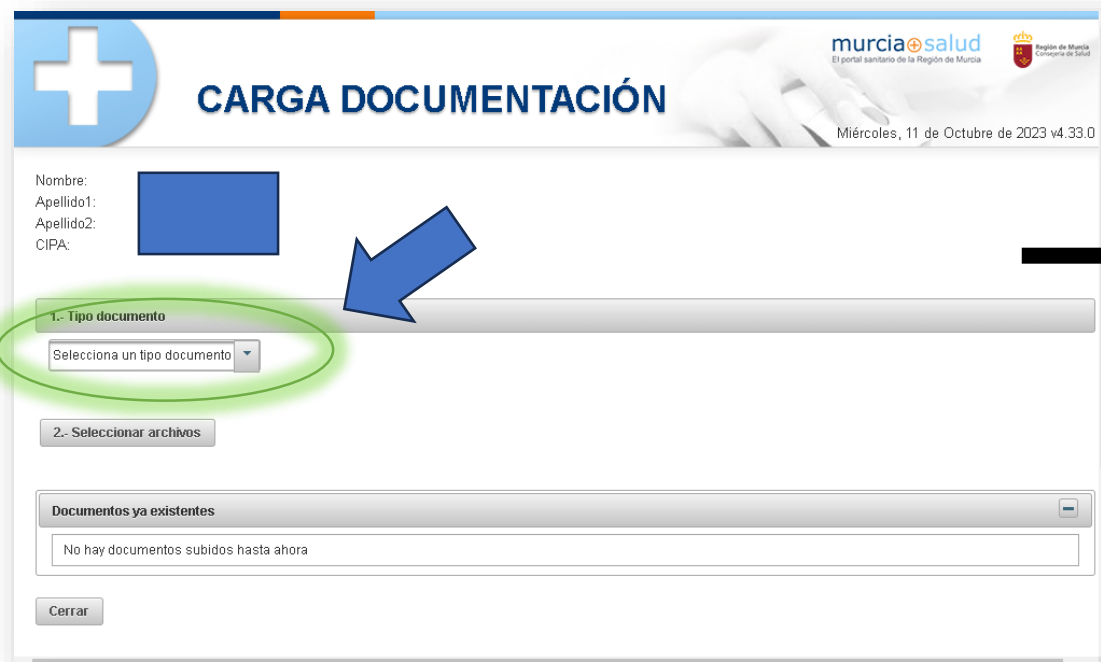 murcia salud
El portal sanitario de la Región de Murcia
Región de Murcia
Consejería de Salud
CARGA DOCUMENTACIÓN
Miércoles, 11 de Octubre de 2023 v4.33.0
Nombre:
Apellido1:
Apellido2:
CIPA:
1.- Tipo documento
Selecciona un tipo documento
2.- Seleccionar archivos
Documentos ya existentes
No hay documentos subidos hasta ahora
Cerrar